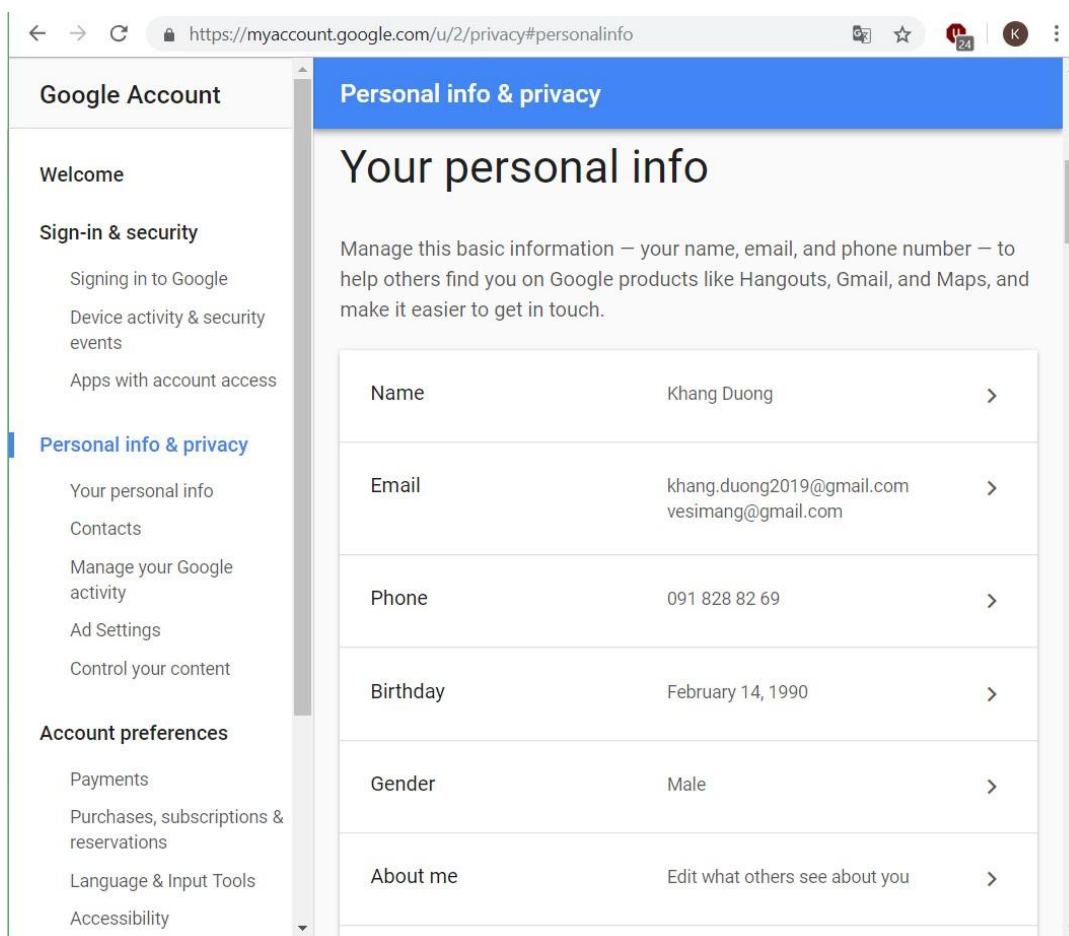 https://myaccount.google.com/u/2/privacy#personalinfo
24
K
Google Account
Welcome
Sign-in & security
Signing in to Google
Device activity & security
events
Apps with account access
Personal info & privacy
Your personal info
Contacts
Manage your Google
activity
Ad Settings
Control your content
Account preferences
Payments
Purchases, subscriptions &
reservations
Language & Input Tools
Accessibility
Personal info & privacy
Your personal info
Manage this basic information — your name, email, and phone number — to
help others find you on Google products like Hangouts, Gmail, and Maps, and
make it easier to get in touch.
Name Khang Duong
Email khang.duong2019@gmail.com
vesimang@gmail.com
Phone 091 828 82 69
Birthday February 14, 1990
Gender Male
About me Edit what others see about you